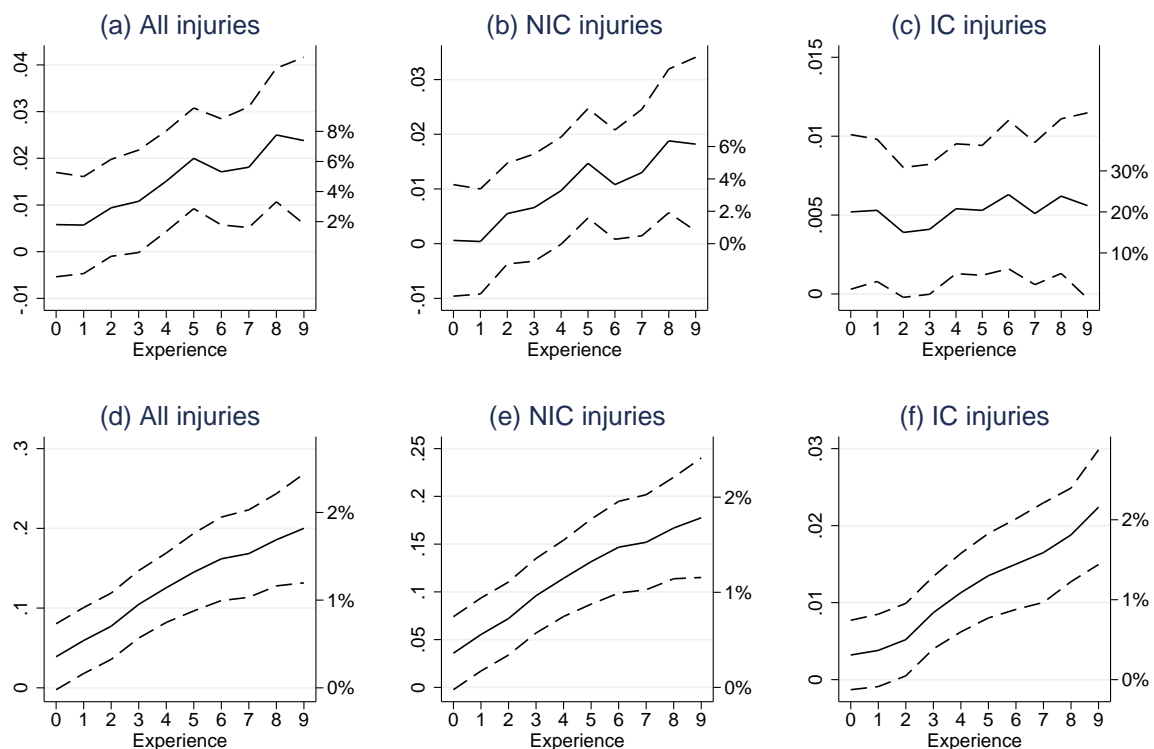 (a) All injuries
.04
.03
.02
.01
0
-.01
8%
6%
4%
2%
0 1 2 3 4 5 6 7 8 9
Experience
(b) NIC injuries
.03
.02
.01
0
-.01
6%
4%
2.%
0%
0 1 2 3 4 5 6 7 8 9
Experience
(c) IC injuries
.015
.01
.005
0
30%
20%
10%
0 1 2 3 4 5 6 7 8 9
Experience
(d) All injuries
.3
.2
.1
0
2%
1%
0%
0 1 2 3 4 5 6 7 8 9
Experience
(e) NIC injuries
.25
.2
.15
.1
.05
0
2%
1%
0%
0 1 2 3 4 5 6 7 8 9
Experience
(f) IC injuries
.03
.02
.01
0
2%
1%
0%
0 1 2 3 4 5 6 7 8 9
Experience